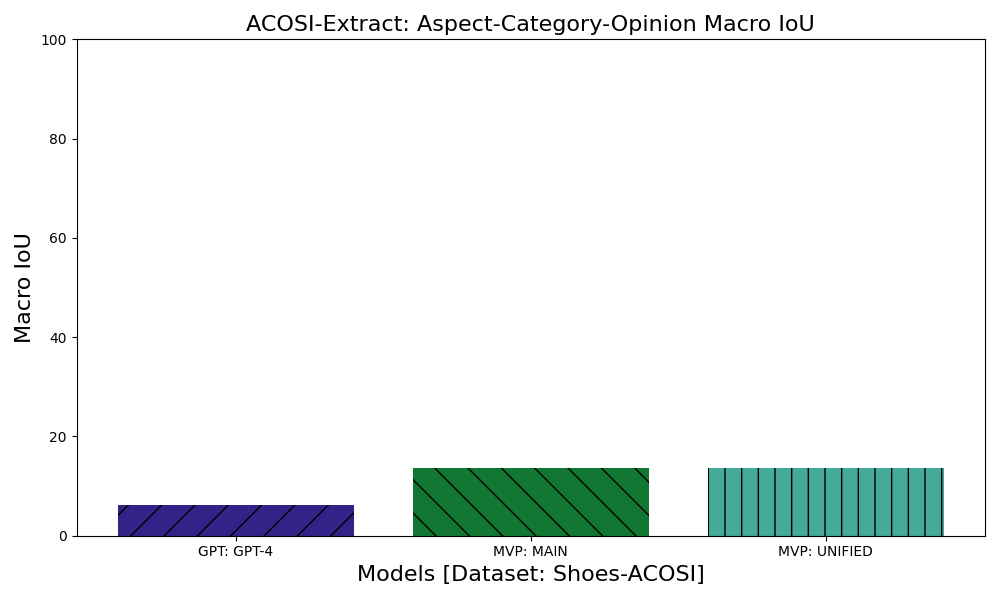 ACOSI-Extract: Aspect-Category-Opinion Macro IoU
100
80
60
40
20
0
Macro IoU
GPT: GPT-4
MVP: MAIN
MVP: UNIFIED
Models [Dataset: Shoes-ACOSI]